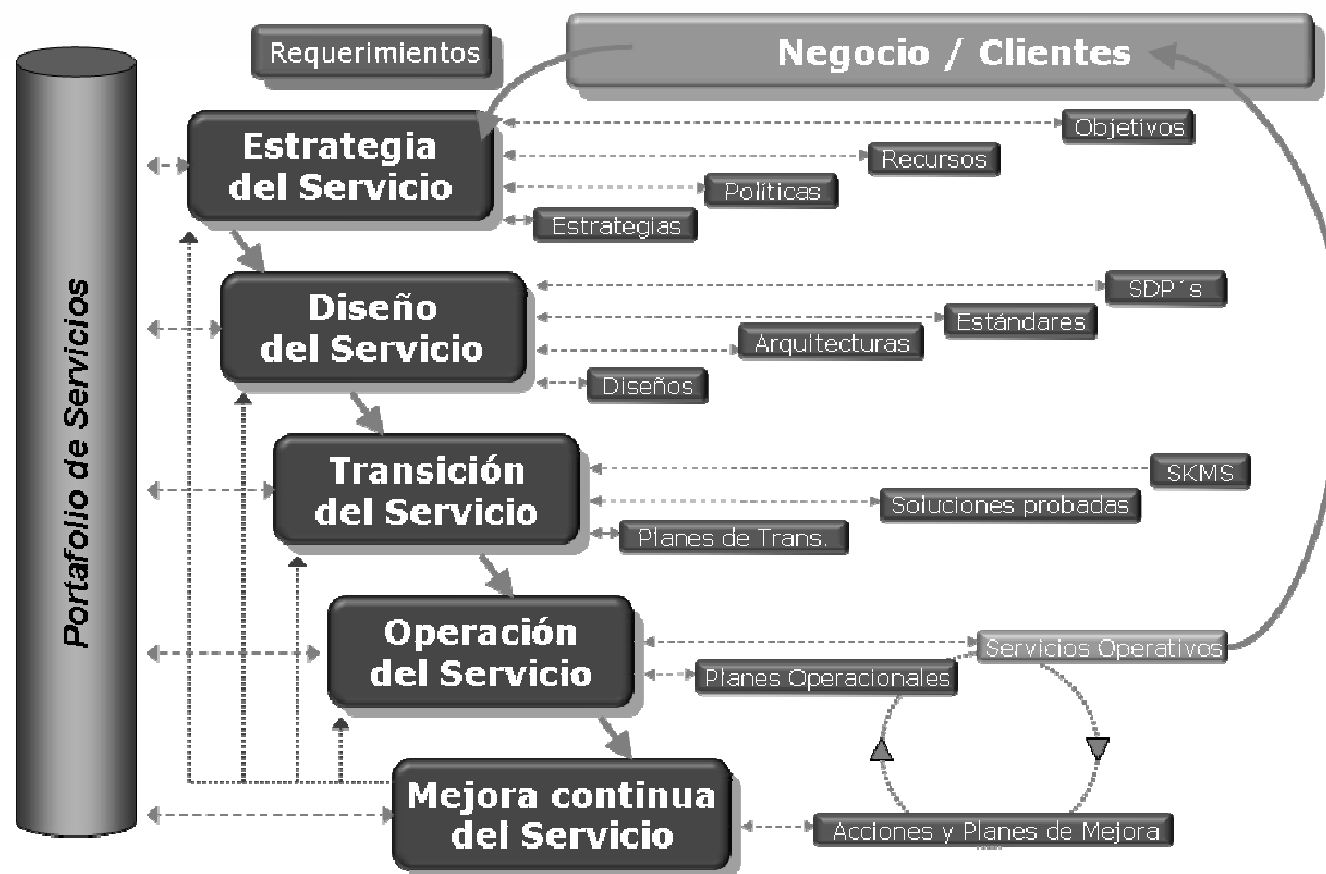 Requerimientos
Negocio / Clientes
Portafolio de Servicios
Estrategia
del Servicio
Objetivos
Recursos
Políticas
Estrategias
Diseño
del Servicio
SDP´s
Estándares
Arquitecturas
Diseños
Transición
del Servicio
SKMS
Soluciones probadas
Planes de Trans.
Operación
del Servicio
Servicios Operativos
Planes Operacionales
Mejora continua
del Servicio
Acciones y Planes de Mejora